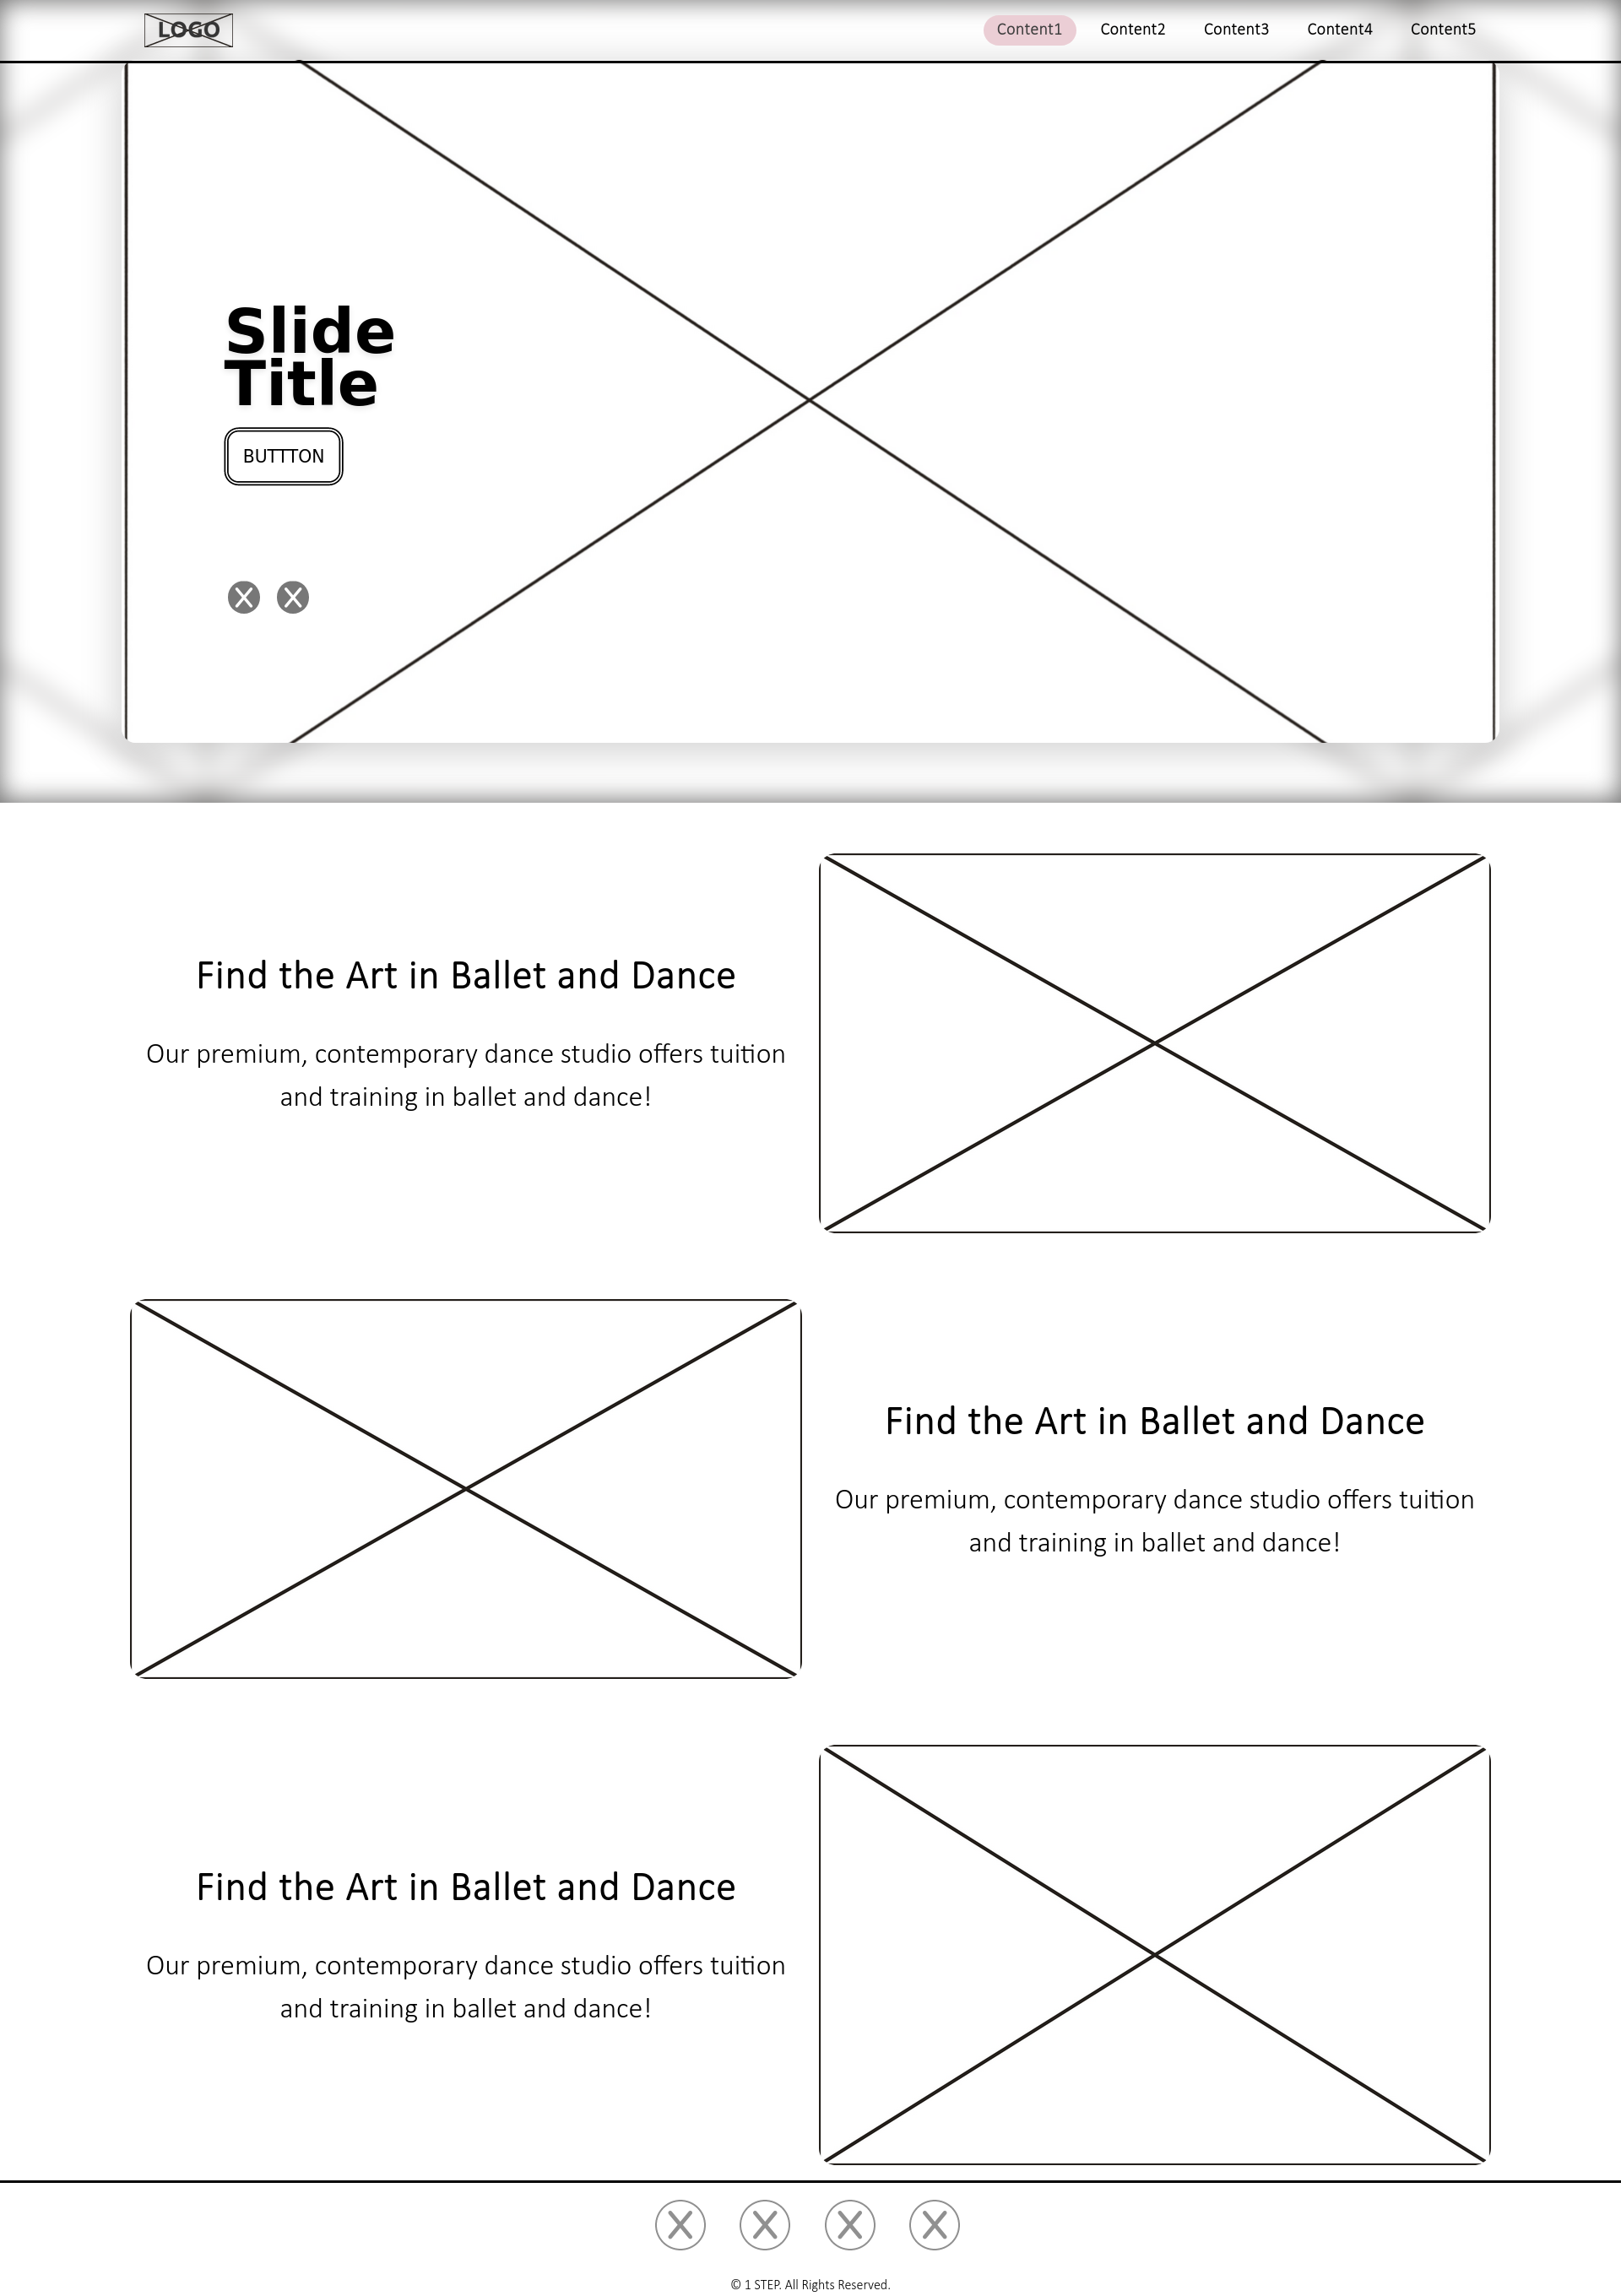 LOGO
Content1 Content2 Content3 Content4 Content5
Slide
Title
BUTTTON
Find the Art in Ballet and Dance
Our premium, contemporary dance studio offers tuition
and training in ballet and dance!
Find the Art in Ballet and Dance
Our premium, contemporary dance studio offers tuition
and training in ballet and dance!
Find the Art in Ballet and Dance
Our premium, contemporary dance studio offers tuition
and training in ballet and dance!
© 1 STEP. All Rights Reserved.